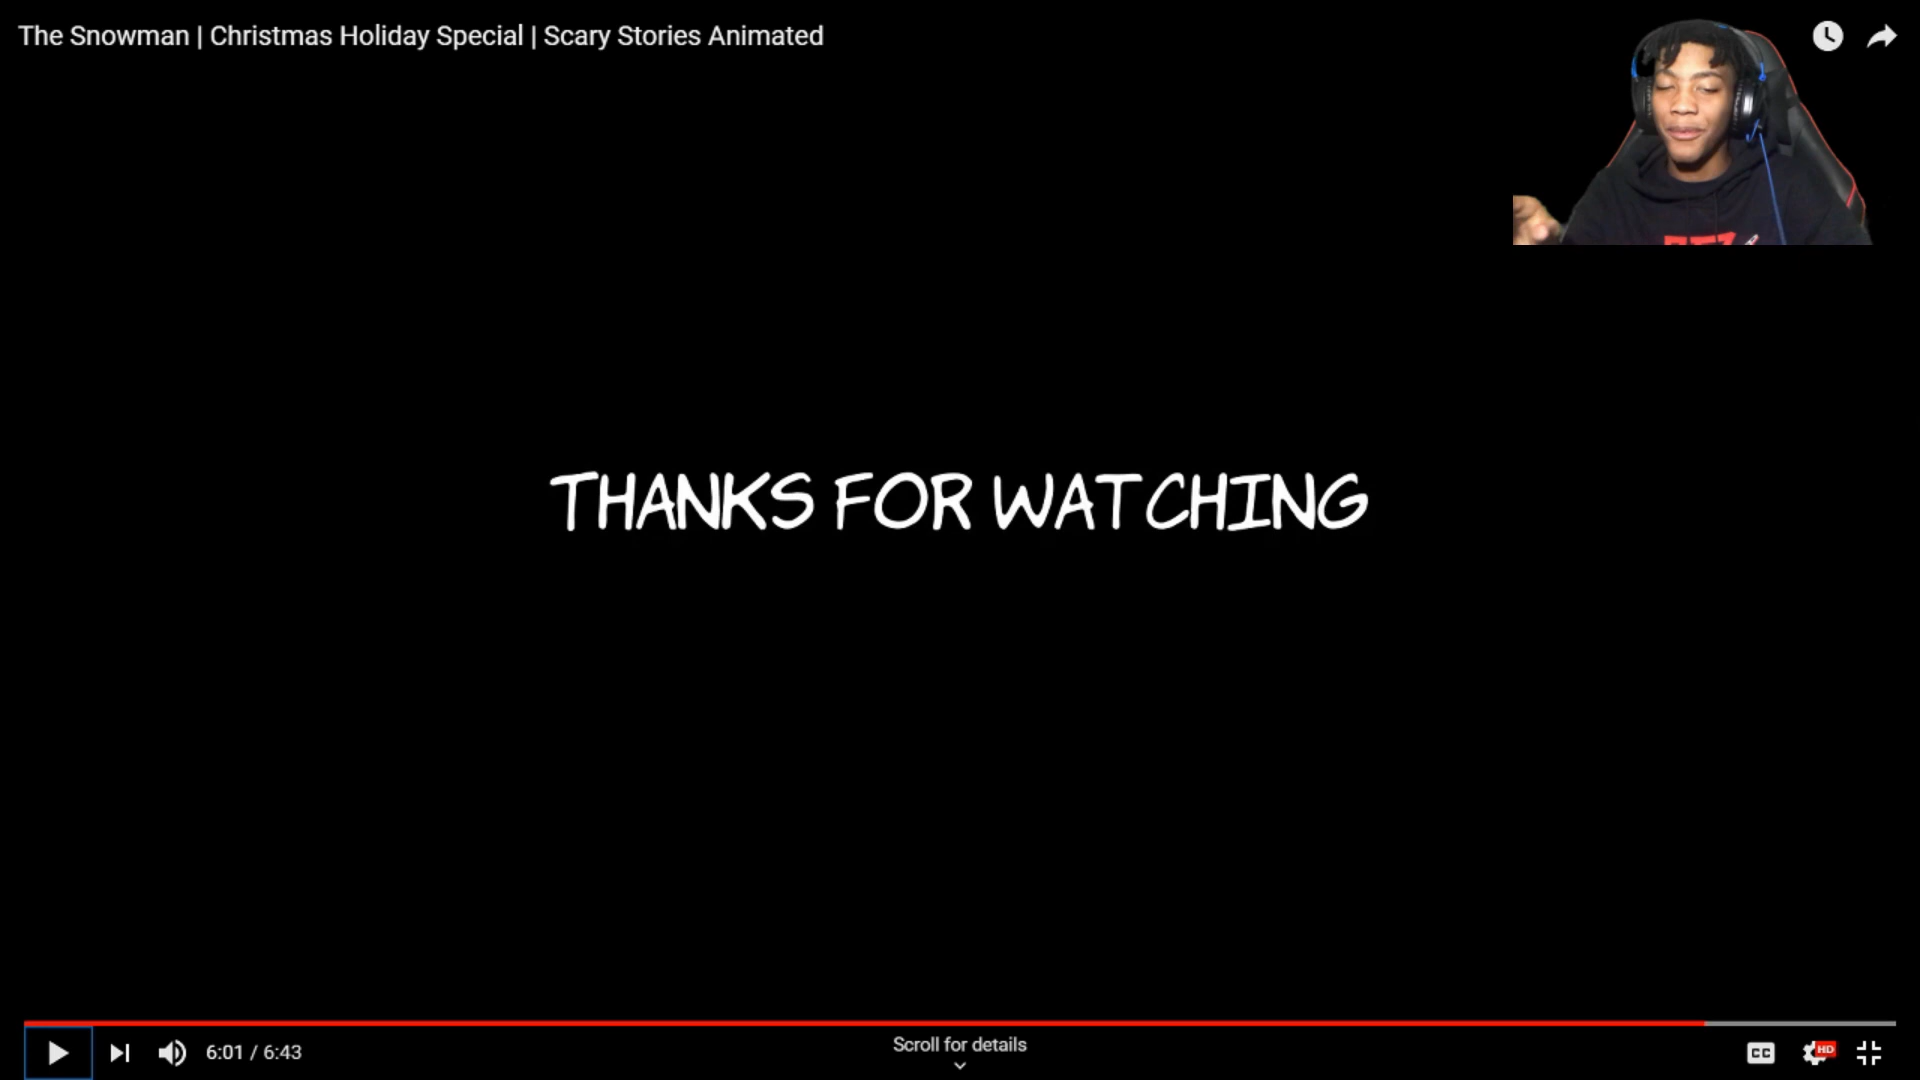 The Snowman | Christmas Holiday Special | Scary Stories Animated
THANKS FOR WATCHING
6:01 / 6:43
Scroll for details
CC
HD